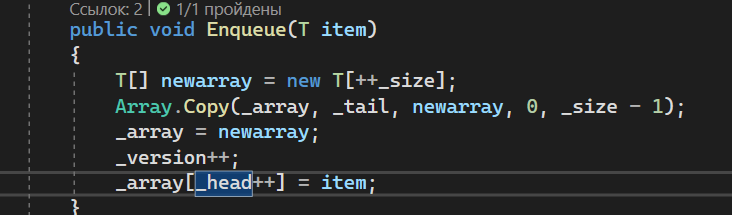 Ссылок: 2 | 1/1 пройдены
public void Enqueue(T item)
{
T[] newarray = new T[++_size];
Array.Copy(_array, _tail, newarray, 0, _size - 1);
_array = newarray;
_version++;
_array[_head++] = item;
}